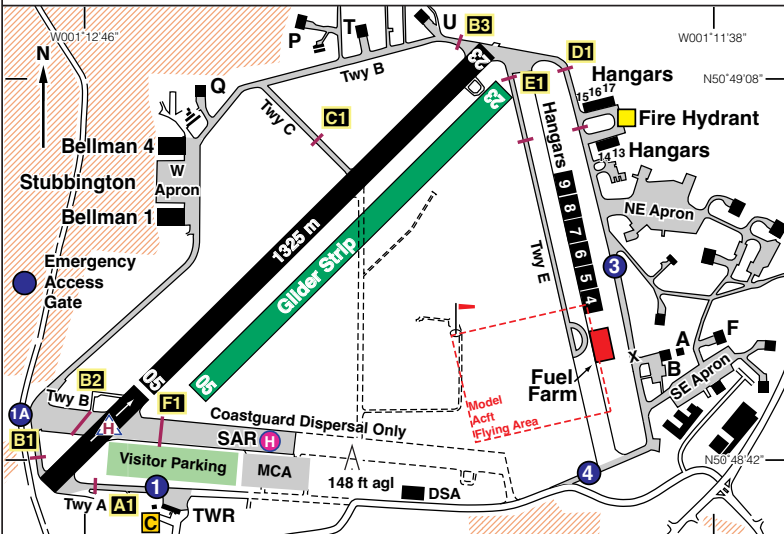 W001°12'46"
N
P
T
U
B3
W001°11'38"
Twy B
D1
23
E1
Hangars
N50°49'08"
Q
15 16 17
23
Twy C
C1
Hangars
Fire Hydrant
Bellman 4
14 13
Hangars
W
Apron
Stubbington
9
NE Apron
Bellman 1
8
1325 m
7
Twy E
6
Emergency
Access
Gate
Glider Strip
5
3
4
A
F
05
05
X
B
Fuel
Farm
SE Apron
B2
Twy B
F1
1A
H
Coastguard Dispersal Only
Model
Acft
Flying Area
B1
SAR
H
Visitor Parking
MCA
148 ft agl
4
N50°48'42"
1
DSA
Twy A
A1
TWR
C